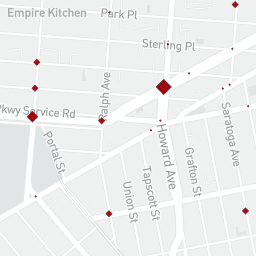 Empire Kitchen
Park Pl
Sterling Pl
Ralph Ave
Pkwy Service Rd
Saratoga Ave
Portal St
Howard Ave
Grafton St
Tapscott St
Union St